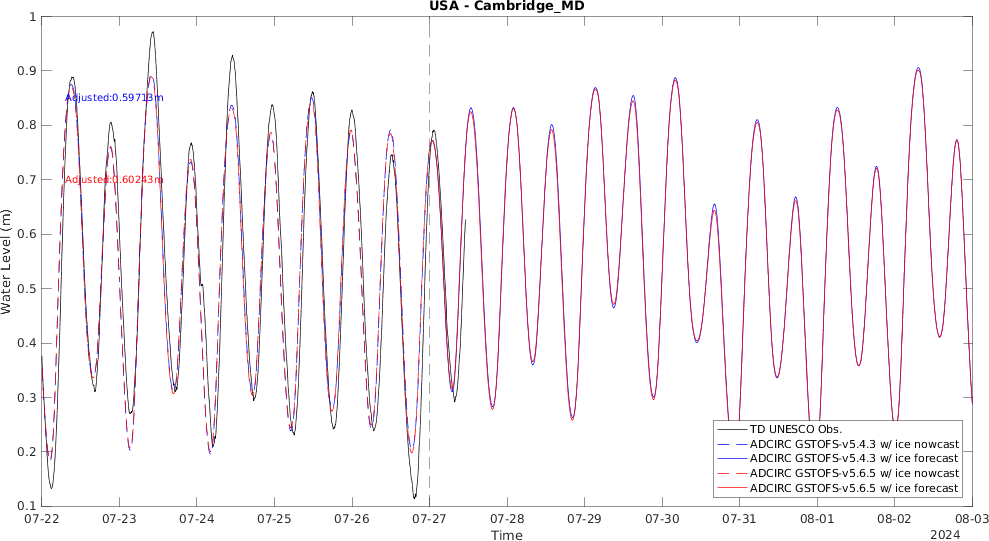 USA - Cambridge_MD
1
0.9
0.8
0.7
0.6
0.5
0.4
0.3
0.2
0.1
Water Level (m)
Adjusted:0.59713m
Adjusted:0.60243m
TD UNESCO Obs.
ADCIRC GSTOFS-v5.4.3 w/ ice nowcast
ADCIRC GSTOFS-v5.4.3 w/ ice forecast
ADCIRC GSTOFS-v5.6.5 w/ ice nowcast
ADCIRC GSTOFS-v5.6.5 w/ ice forecast
07-22 07-23 07-24 07-25 07-26 07-27 07-28 07-29 07-30 07-31 08-01 08-02 08-03
Time
2024